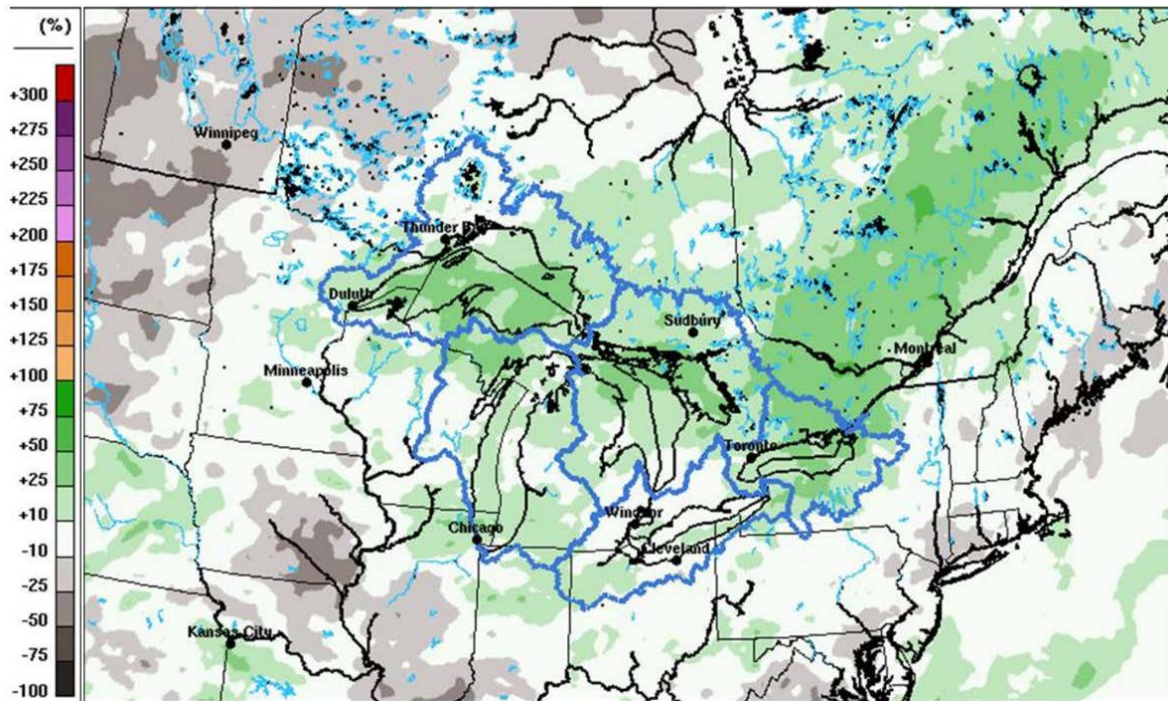 (%)
+300
+275
+250
+225
+200
+175
+150
+125
+100
+75
+50
+25
+10
-10
-25
-50
-75
-100
Winnipeg
Thunder Bay
Duluth
Sudbury
Minneapolis
Montreal
Toronto
Windsor
Chicago
Cleveland
Kansas City